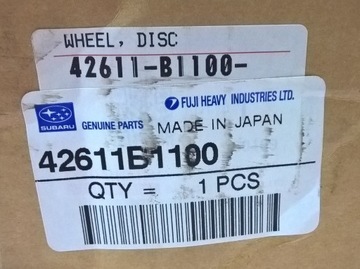 WHEEL, DISC
42611-B1100-
SUBARU GENUINE PARTS
FUJI HEAVY INDUSTRIES LTD.
MADE IN JAPAN
42611B1100
QTY = 1 PCS